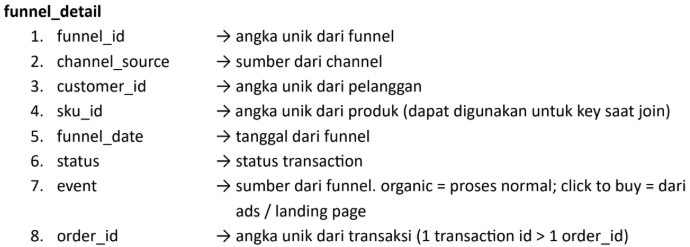 funnel_detail
1. funnel_id → angka unik dari funnel
2. channel_source → sumber dari channel
3. customer_id → angka unik dari pelanggan
4. sku_id → angka unik dari produk (dapat digunakan untuk key saat join)
5. funnel_date → tanggal dari funnel
6. status → status transaction
7. event → sumber dari funnel. organic = proses normal; click to buy = dari
ads / landing page
8. order_id → angka unik dari transaksi (1 transaction id > 1 order_id)